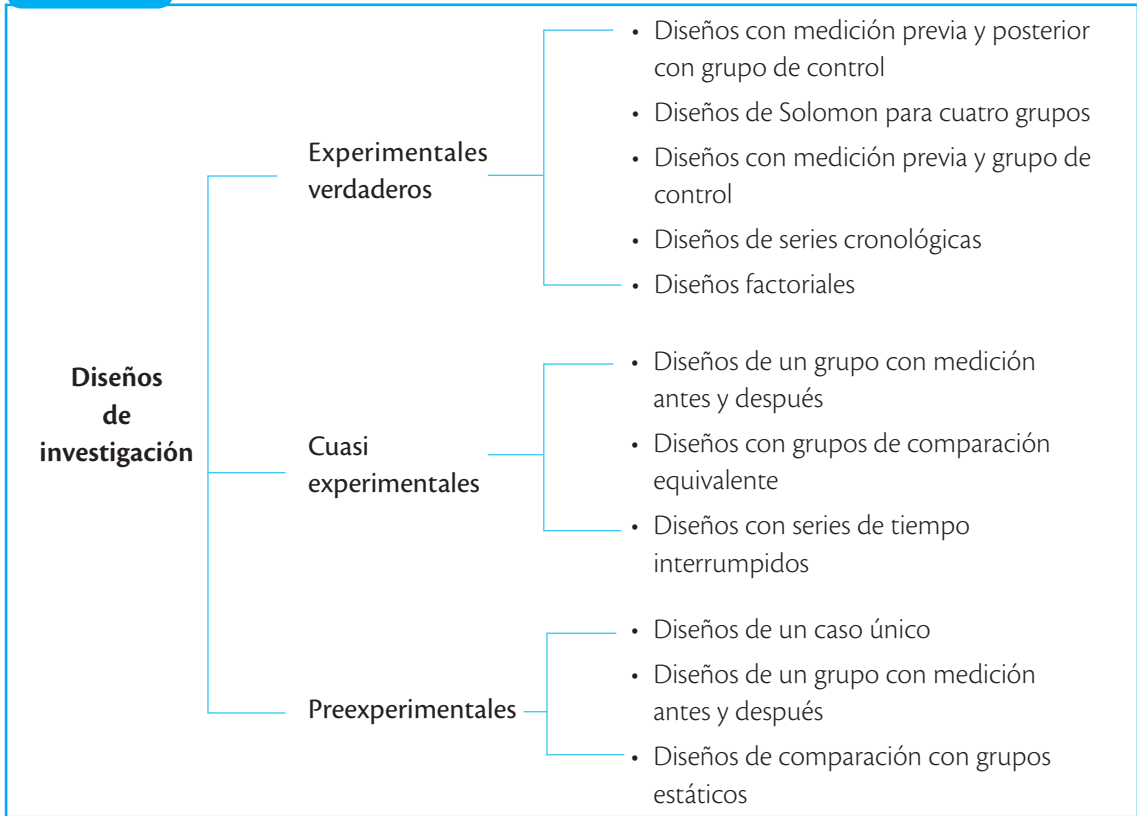 • Diseños con medición previa y posterior
con grupo de control
• Diseños de Solomon para cuatro grupos
Experimentales
verdaderos
• Diseños con medición previa y grupo de
control
• Diseños de series cronológicas
• Diseños factoriales
Diseños
de
investigación
• Diseños de un grupo con medición
antes y después
Cuasi
experimentales
• Diseños con grupos de comparación
equivalente
• Diseños con series de tiempo
interrumpidos
• Diseños de un caso único
Preexperimentales
• Diseños de un grupo con medición
antes y después
• Diseños de comparación con grupos
estáticos